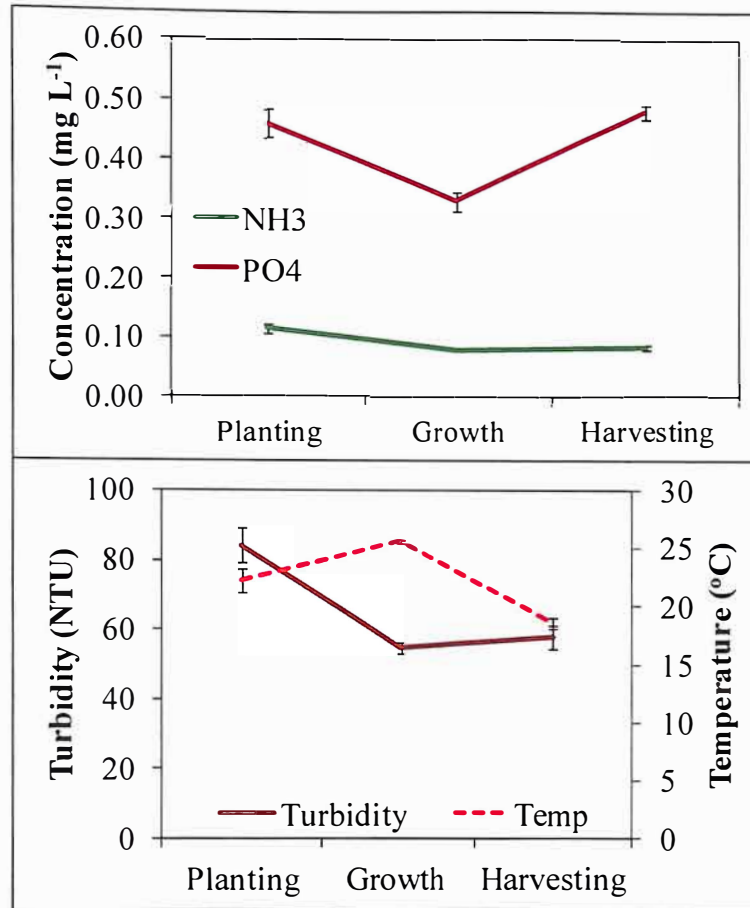 Concentration (mg L-1)
0.60
0.50
0.40
0.30
0.20
0.10
0.00
NH3
PO4
Planting Growth Harvesting
Turbidity (NTU)
100
80
60
40
20
0
Turbidity Temp
30
25
20
15
10
5
0
Temperature (°C)
Planting Growth Harvesting